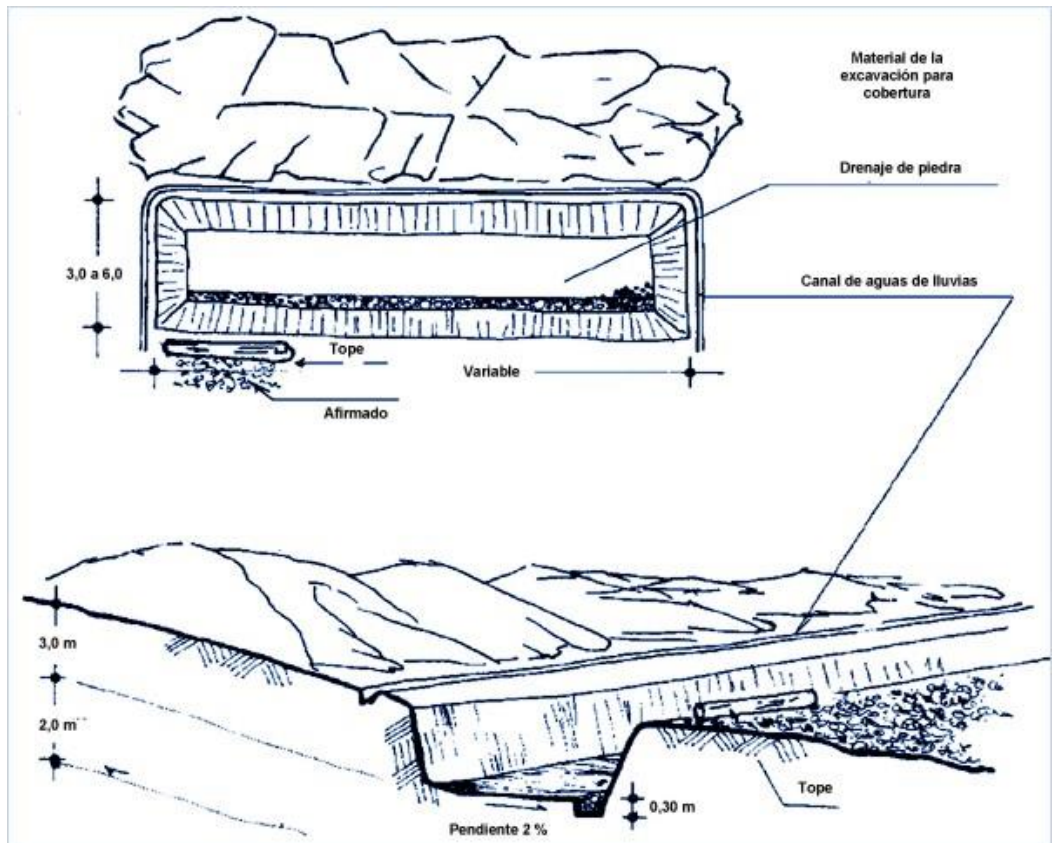 Material de la
excavación para
cobertura
Drenaje de piedra
3,0 a 6,0
Canal de aguas de lluvias
Tope
Variable
Afirmado
3,0 m
2,0 m
Tope
0,30 m
Pendiente 2 %